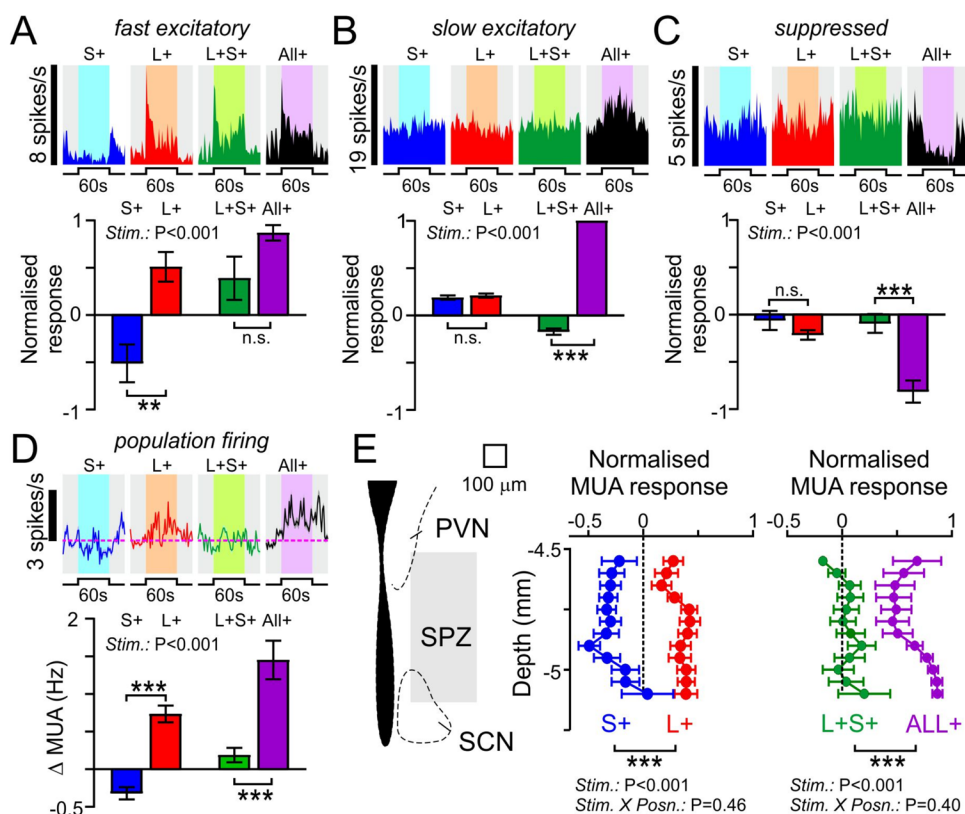 A
fast excitatory
S+ L+ L+S+ All+
8 spikes/s
60s 60s 60s 60s
S+ L+ L+S+ All+
Stim.: P<0.001
Normalised
response
1
0
-1
**
n.s.
B
slow excitatory
S+ L+ L+S+ All+
19 spikes/s
60s 60s 60s 60s
S+ L+ L+S+ All+
Stim.: P<0.001
Normalised
response
1
0
-1
n.s.
***
C
suppressed
S+ L+ L+S+ All+
5 spikes/s
60s 60s 60s 60s
S+ L+ L+S+ All+
Stim.: P<0.001
Normalised
response
1
0
-1
n.s.
***
D
population firing
S+ L+ L+S+ All+
3 spikes/s
60s 60s 60s 60s
S+ L+ L+S+ All+
Stim.: P<0.001
Δ MUA (Hz)
2
0
-0.5
***
***
E
100 μm
PVN
SPZ
SCN
Normalised
MUA response
-0.5 0 0.5 1
Depth (mm)
-4.5
-5
S+ L+
***
Stim.: P<0.001
Stim. X Posn.: P=0.46
Normalised
MUA response
-0.5 0 0.5 1
L+S+ ALL+
***
Stim.: P<0.001
Stim. X Posn.: P=0.40